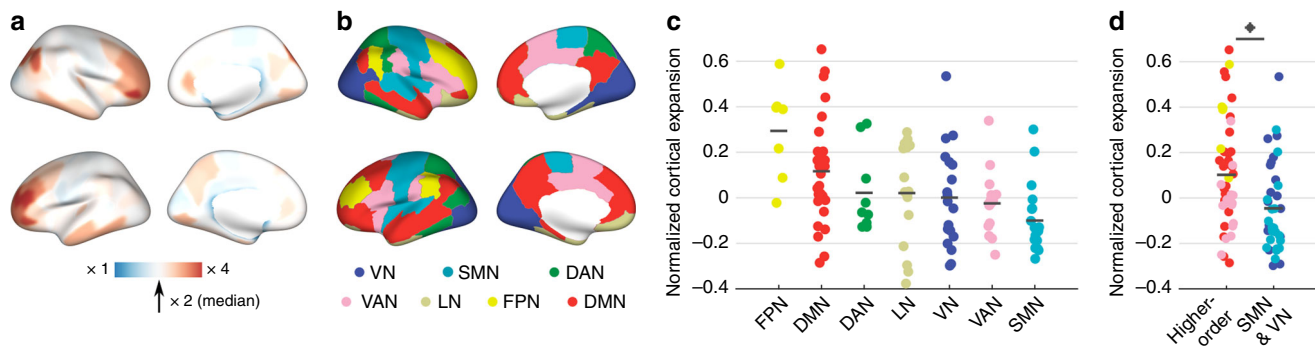 a
b
c
d
× 1
× 4
× 2 (median)
VN
SMN
DAN
VAN
LN
FPN
DMN
Normalized cortical expansion
0.6
0.4
0.2
0
−0.2
−0.4
FPN
DMN
DAN
LN
VN
VAN
SMN
Normalized cortical expansion
0.6
0.4
0.2
0
−0.2
−0.4
Higher-
order
SMN
& VN